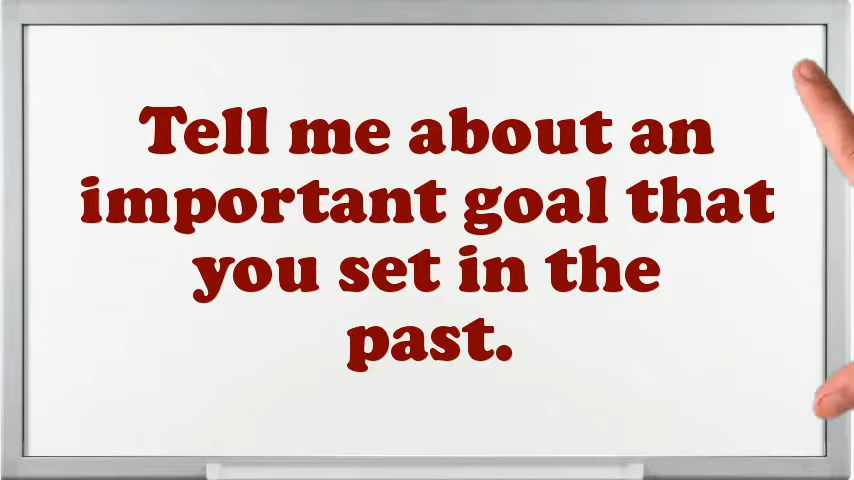 Tell me about an
important goal that
you set in the
past.